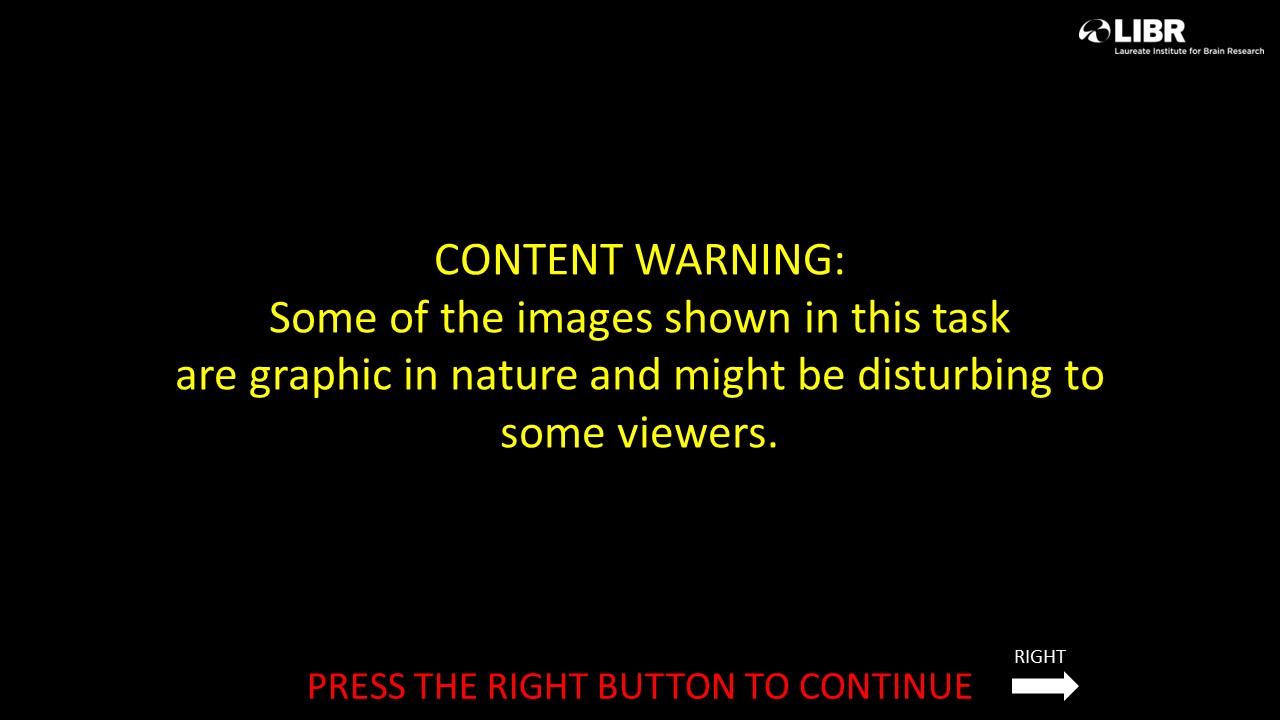 LIBR
Laureate Institute for Brain Research
CONTENT WARNING:
Some of the images shown in this task
are graphic in nature and might be disturbing to
some viewers.
RIGHT
PRESS THE RIGHT BUTTON TO CONTINUE